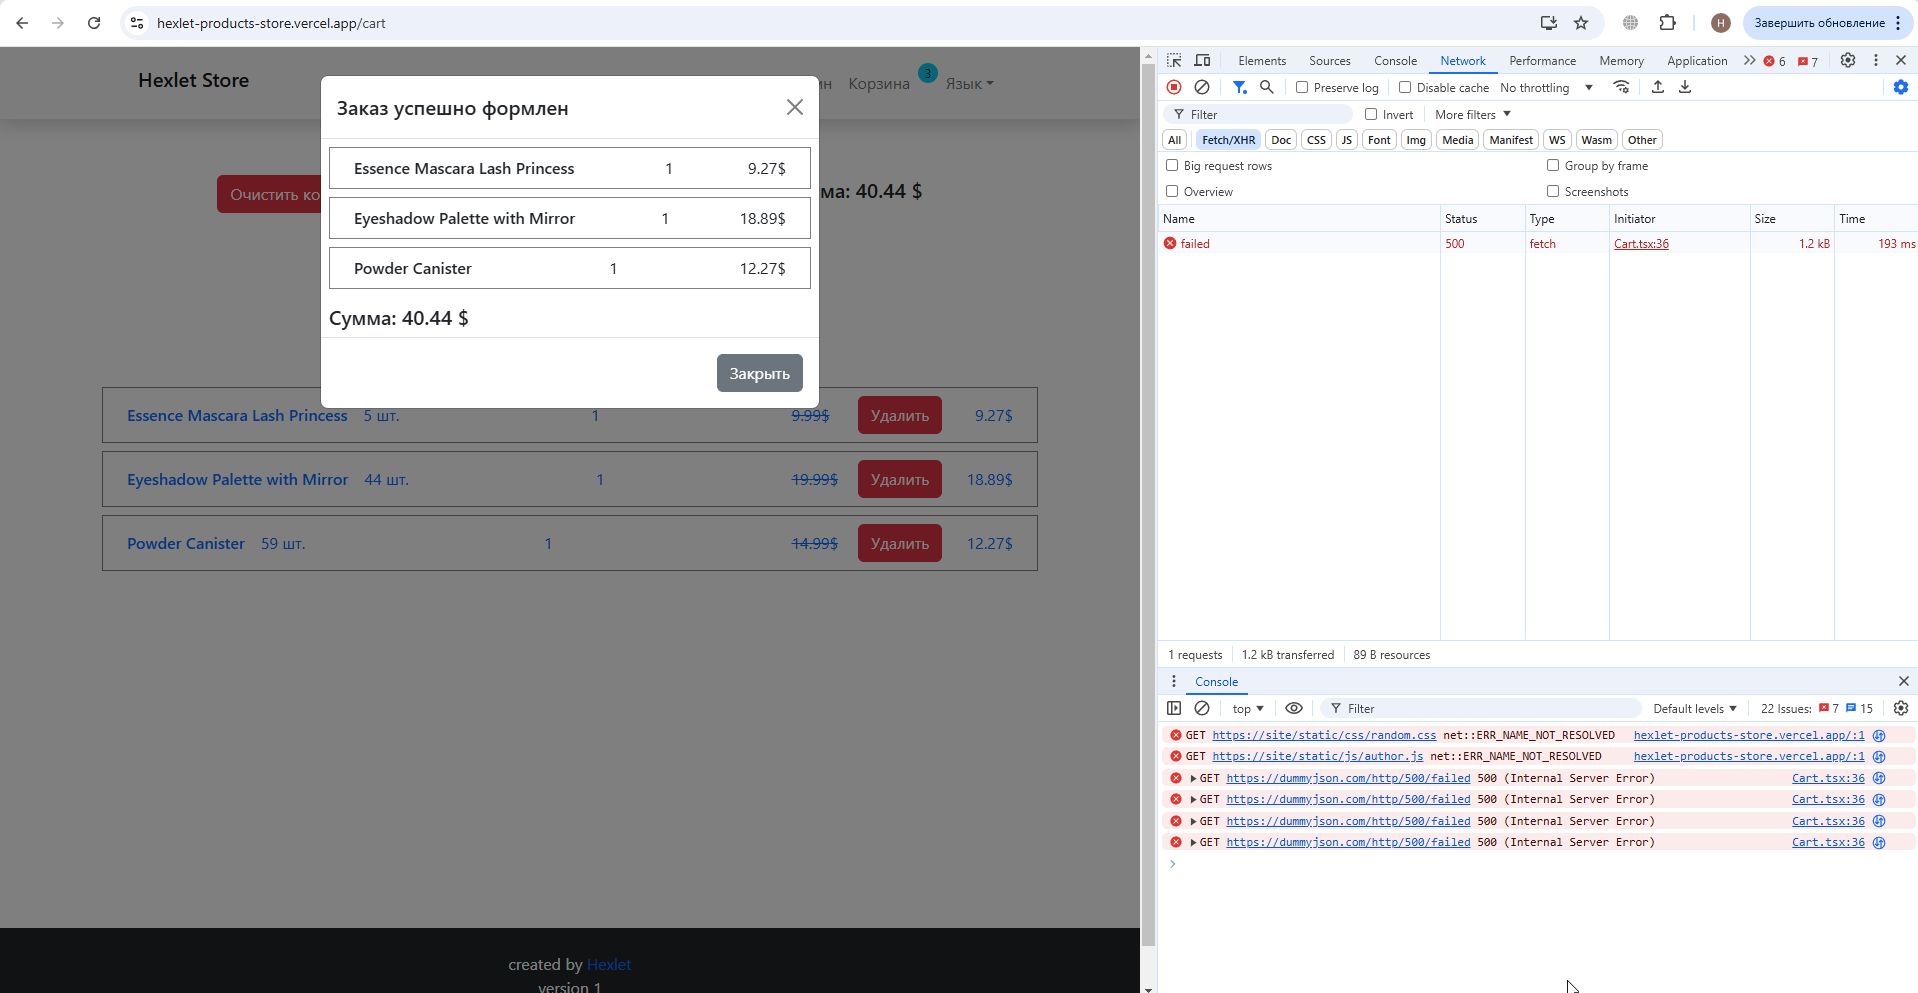 hexlet-products-store.vercel.app/cart
H
Завершить обновление
Hexlet Store
ин Корзина 3 Язык
Заказ успешно формлен
Essence Mascara Lash Princess 1 9.27$
Eyeshadow Palette with Mirror 1 18.89$
Powder Canister 1 12.27$
Сумма: 40.44 $
Закрыть
Очистить ко
ма: 40.44 $
Essence Mascara Lash Princess 5 шт. 1 9.99$ Удалить 9.27$
Eyeshadow Palette with Mirror 44 шт. 1 19.99$ Удалить 18.89$
Powder Canister 59 шт. 1 14.99$ Удалить 12.27$
created by Hexlet
version 1
Elements Sources Console Network Performance Memory Application 6 7
Preserve log Disable cache No throttling
Filter Invert More filters
All Fetch/XHR Doc CSS JS Font Img Media Manifest WS Wasm Other
Big request rows Group by frame
Overview Screenshots
Name Status Type Initiator Size Time
failed 500 fetch Cart.tsx:36 1.2 kB 193 ms
1 requests 1.2 kB transferred 89 B resources
Console
top Filter Default levels 22 Issues: 7 15
GET https://site/static/css/random.css net::ERR_NAME_NOT_RESOLVED hexlet-products-store.vercel.app/:1
GET https://site/static/js/author.js net::ERR_NAME_NOT_RESOLVED hexlet-products-store.vercel.app/:1
GET https://dummyjson.com/http/500/failed 500 (Internal Server Error) Cart.tsx:36
GET https://dummyjson.com/http/500/failed 500 (Internal Server Error) Cart.tsx:36
GET https://dummyjson.com/http/500/failed 500 (Internal Server Error) Cart.tsx:36
GET https://dummyjson.com/http/500/failed 500 (Internal Server Error) Cart.tsx:36